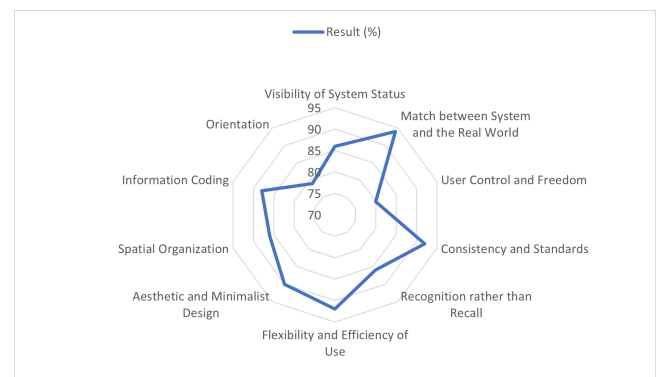 Result (%)
Visibility of System Status
95
90
85
80
75
70
Match between System
and the Real World
User Control and Freedom
Consistency and Standards
Recognition rather than
Recall
Flexibility and Efficiency of
Use
Aesthetic and Minimalist
Design
Spatial Organization
Information Coding
Orientation